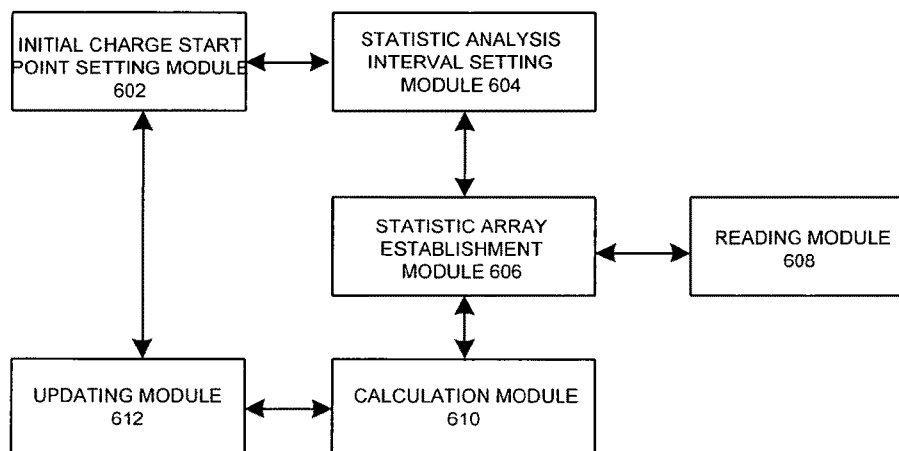 INITIAL CHARGE START
POINT SETTING MODULE
602
STATISTIC ANALYSIS
INTERVAL SETTING
MODULE 604
STATISTIC ARRAY
ESTABLISHMENT
MODULE 606
READING MODULE
608
UPDATING MODULE
612
CALCULATION MODULE
610